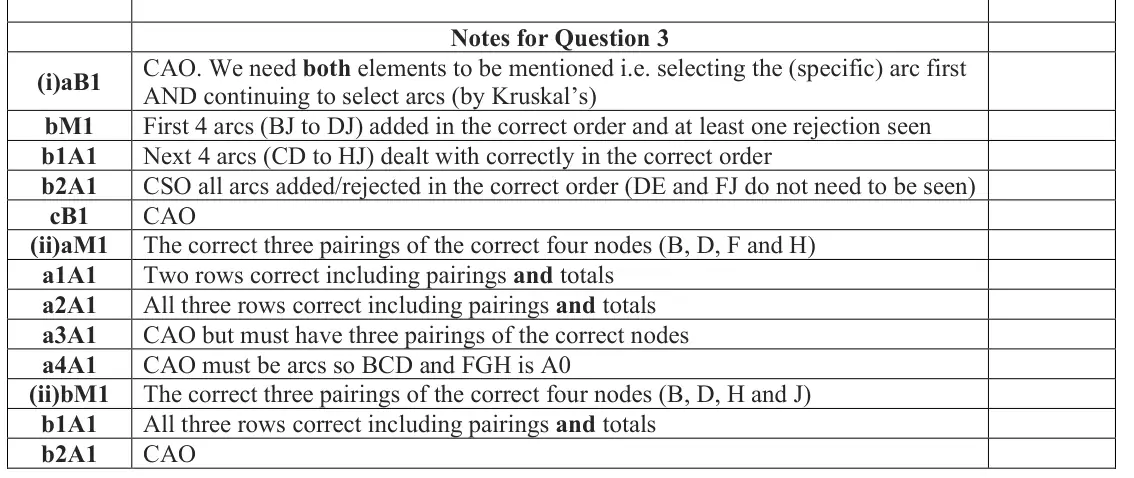 Notes for Question 3
(i)aB1 CAO. We need both elements to be mentioned i.e. selecting the (specific) arc first
AND continuing to select arcs (by Kruskal's)
bM1 First 4 arcs (BJ to DJ) added in the correct order and at least one rejection seen
b1A1 Next 4 arcs (CD to HJ) dealt with correctly in the correct order
b2A1 CSO all arcs added/rejected in the correct order (DE and FJ do not need to be seen)
cB1 CAO
(ii)aM1 The correct three pairings of the correct four nodes (B, D, F and H)
a1A1 Two rows correct including pairings and totals
a2A1 All three rows correct including pairings and totals
a3A1 CAO but must have three pairings of the correct nodes
a4A1 CAO must be arcs so BCD and FGH is A0
(ii)bM1 The correct three pairings of the correct four nodes (B, D, H and J)
b1A1 All three rows correct including pairings and totals
b2A1 CAO